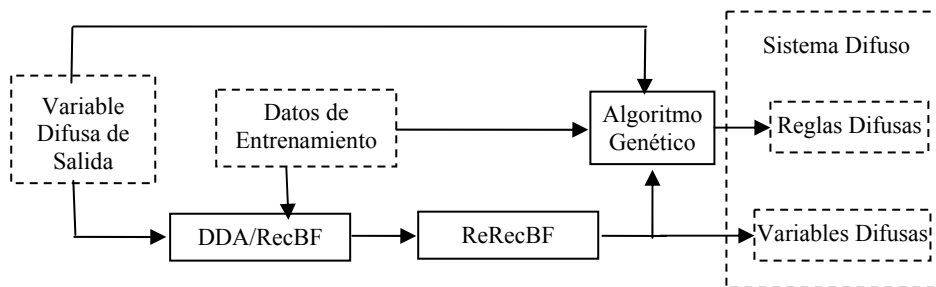 Sistema Difuso
Variable
Difusa de
Salida
Datos de
Entrenamiento
Algoritmo
Genético
Reglas Difusas
DDA/RecBF
ReRecBF
Variables Difusas